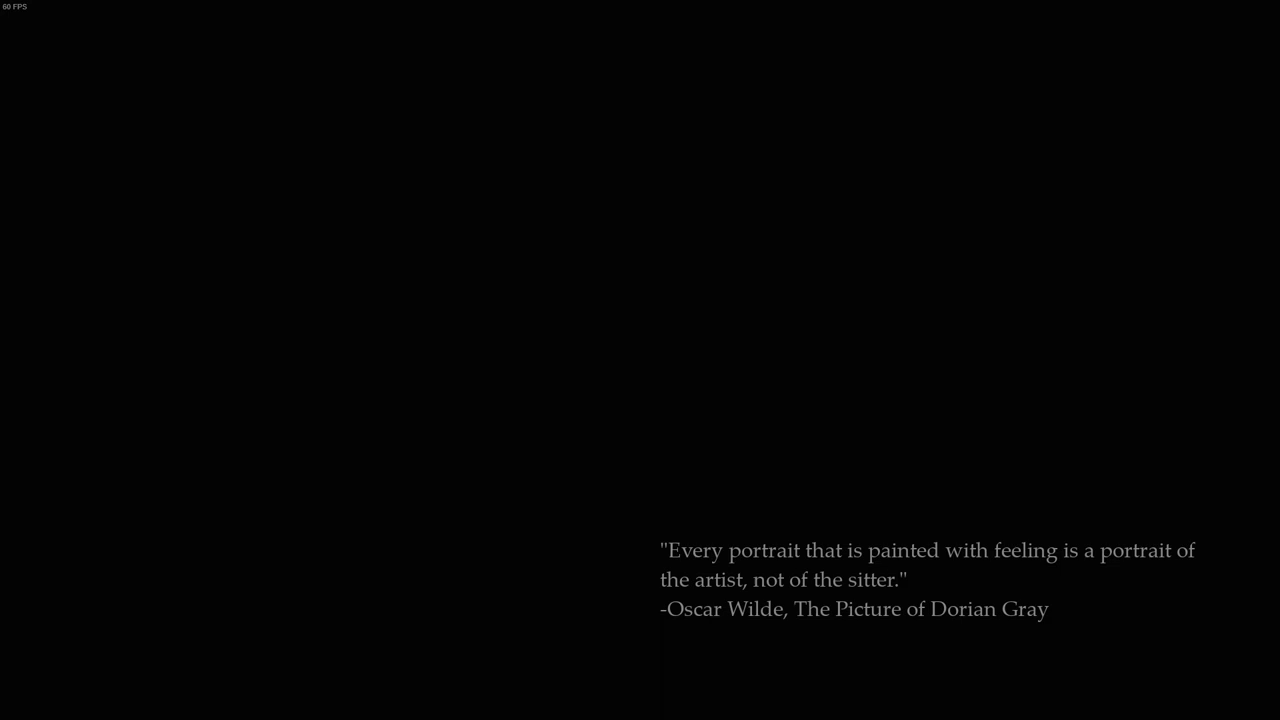 60 FPS
"Every portrait that is painted with feeling is a portrait of
the artist, not of the sitter."
-Oscar Wilde, The Picture of Dorian Gray